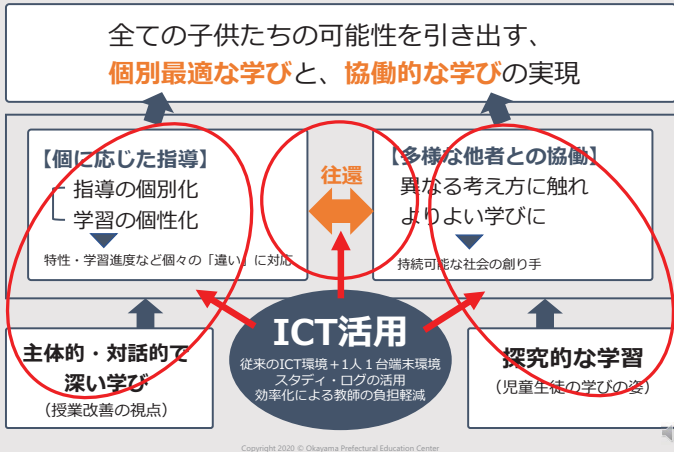 全ての子供たちの可能性を引き出す、
個別最適な学びと、協働的な学びの実現
【個に応じた指導】
指導の個別化
学習の個性化
特性・学習進度など個々の「違い」に対応
往還
【多様な他者との協働】
異なる考え方に触れ
よりよい学びに
持続可能な社会の創り手
主体的・対話的で
深い学び
（授業改善の視点）
ICT活用
従来のICT環境＋1人１台端末環境
スタディ・ログの活用
効率化による教師の負担軽減
探究的な学習
（児童生徒の学びの姿）
Copyright 2020 © Okayama Prefectural Education Center